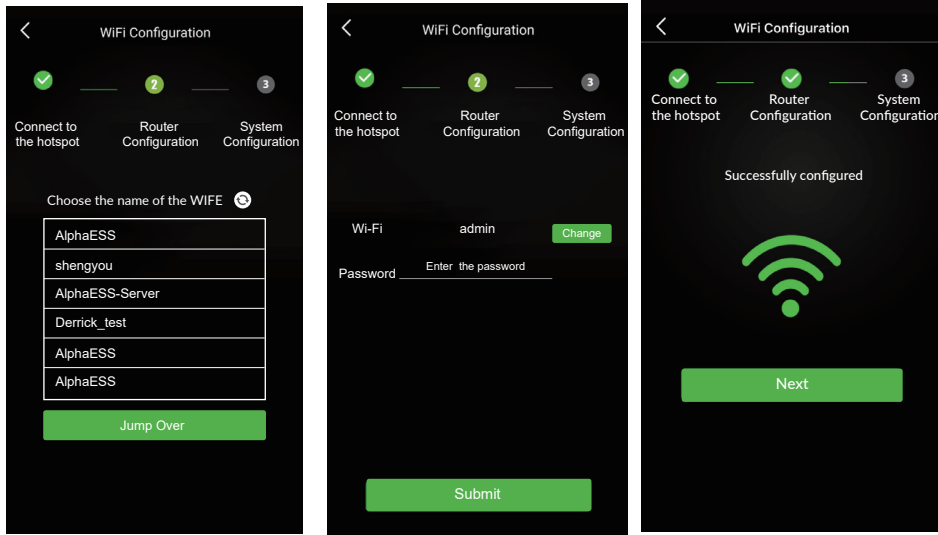 WiFi Configuration
2
3
Connect to
the hotspot
Router
Configuration
System
Configuration
Choose the name of the WIFE
AlphaESS
shengyou
AlphaESS-Server
Derrick_test
AlphaESS
AlphaESS
Jump Over
WiFi Configuration
2
3
Connect to
the hotspot
Router
Configuration
System
Configuration
Wi-Fi
admin
Change
Password
Enter the password
Submit
WiFi Configuration
3
Connect to
the hotspot
Router
Configuration
System
Configuration
Successfully configured
Next